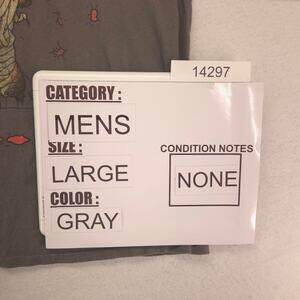 14297
CATEGORY :
MENS
SIZE:
LARGE
COLOR :
GRAY
CONDITION NOTES
NONE